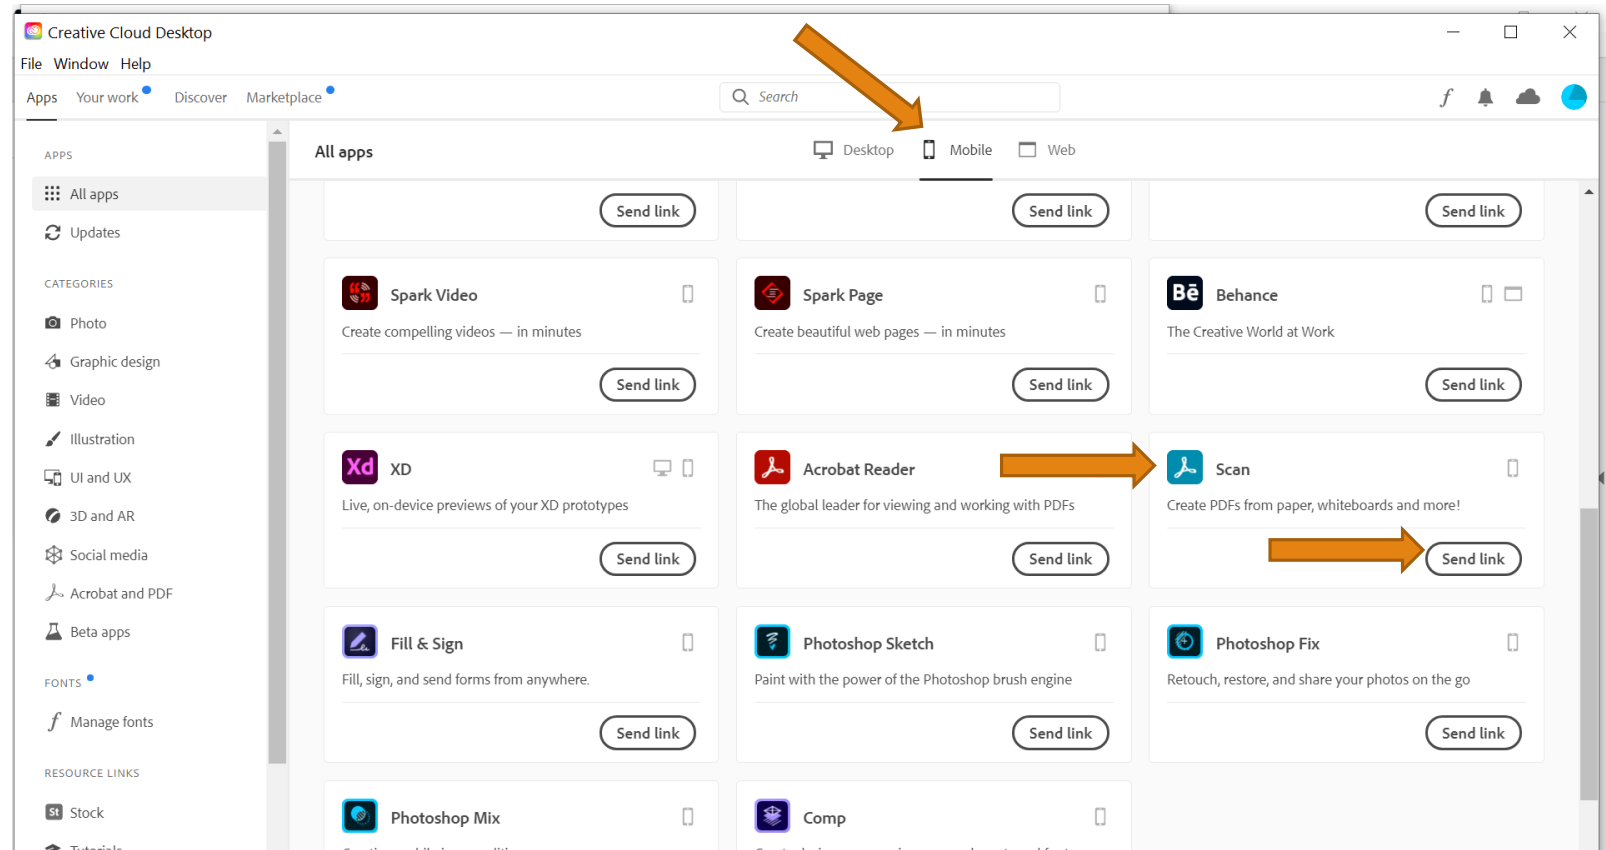 Creative Cloud Desktop
File Window Help
Apps Your work Discover Marketplace Search
APPS
All apps
Updates
CATEGORIES
Photo
Graphic design
Video
Illustration
UI and UX
3D and AR
Social media
Acrobat and PDF
Beta apps
FONTS
Manage fonts
RESOURCE LINKS
St Stock
Tutorials
All apps Desktop Mobile Web
Send link Send link Send link
Spark Video
Create compelling videos — in minutes
Send link
Spark Page
Create beautiful web pages — in minutes
Send link
Bē Behance
The Creative World at Work
Send link
Xd XD
Live, on-device previews of your XD prototypes
Send link
Acrobat Reader
The global leader for viewing and working with PDFs
Send link
Scan
Create PDFs from paper, whiteboards and more!
Send link
Fill & Sign
Fill, sign, and send forms from anywhere.
Send link
Photoshop Sketch
Paint with the power of the Photoshop brush engine
Send link
Photoshop Fix
Retouch, restore, and share your photos on the go
Send link
Photoshop Mix
Comp